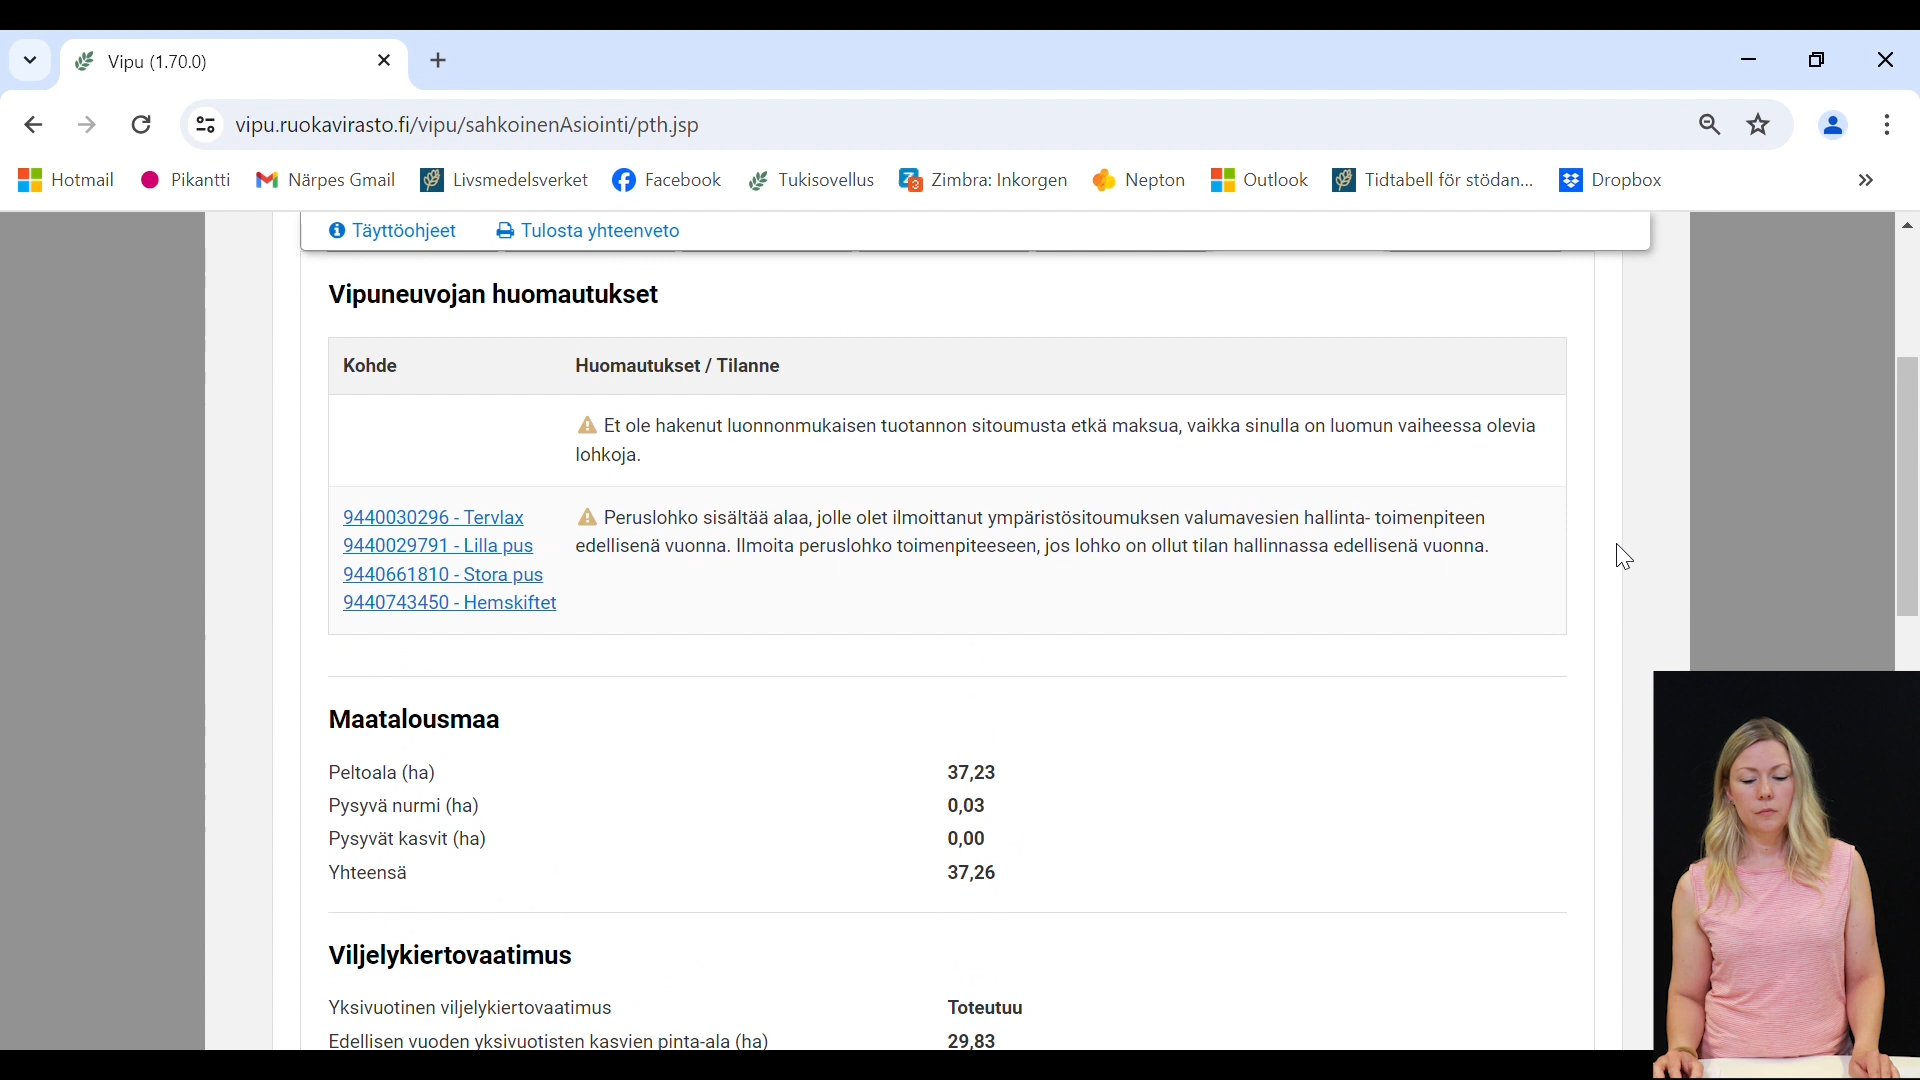 Vipu (1.70.0)
vipu.ruokavirasto.fi/vipu/sahkoinenAsiointi/pth.jsp
Hotmail Pikantti Närpes Gmail Livsmedelsverket Facebook Tukisovellus Zimbra: Inkorgen Nepton Outlook Tidtabell för stödan... Dropbox
Täyttöohjeet Tulosta yhteenveto
Vipuneuvojan huomautukset
Kohde Huomautukset / Tilanne
Et ole hakenut luonnonmukaisen tuotannon sitoumusta etkä maksua, vaikka sinulla on luomun vaiheessa olevia
lohkoja.
9440030296 - Tervlax Peruslohko sisältää alaa, jolle olet ilmoittanut ympäristösitoumuksen valumavesien hallinta- toimenpiteen
9440029791 - Lilla pus edellisenä vuonna. Ilmoita peruslohko toimenpiteeseen, jos lohko on ollut tilan hallinnassa edellisenä vuonna.
9440661810 - Stora pus
9440743450 - Hemskiftet
Maatalousmaa
Peltoala (ha) 37,23
Pysyvä nurmi (ha) 0,03
Pysyvät kasvit (ha) 0,00
Yhteensä 37,26
Viljelykiertovaatimus
Yksivuotinen viljelykiertovaatimus Toteutuu
Edellisen vuoden yksivuotisten kasvien pinta-ala (ha) 29,83